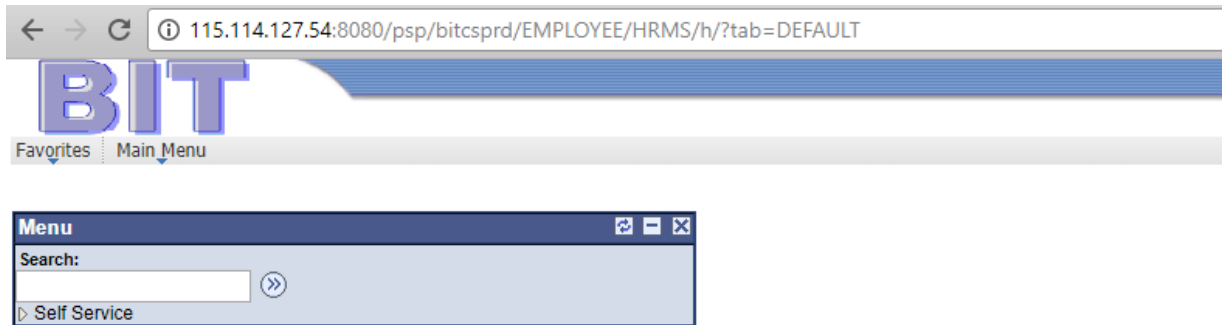 115.114.127.54:8080/psp/bitcsprd/EMPLOYEE/HRMS/h/?tab=DEFAULT
BIT
Favorites Main Menu
Menu
Search:
Self Service